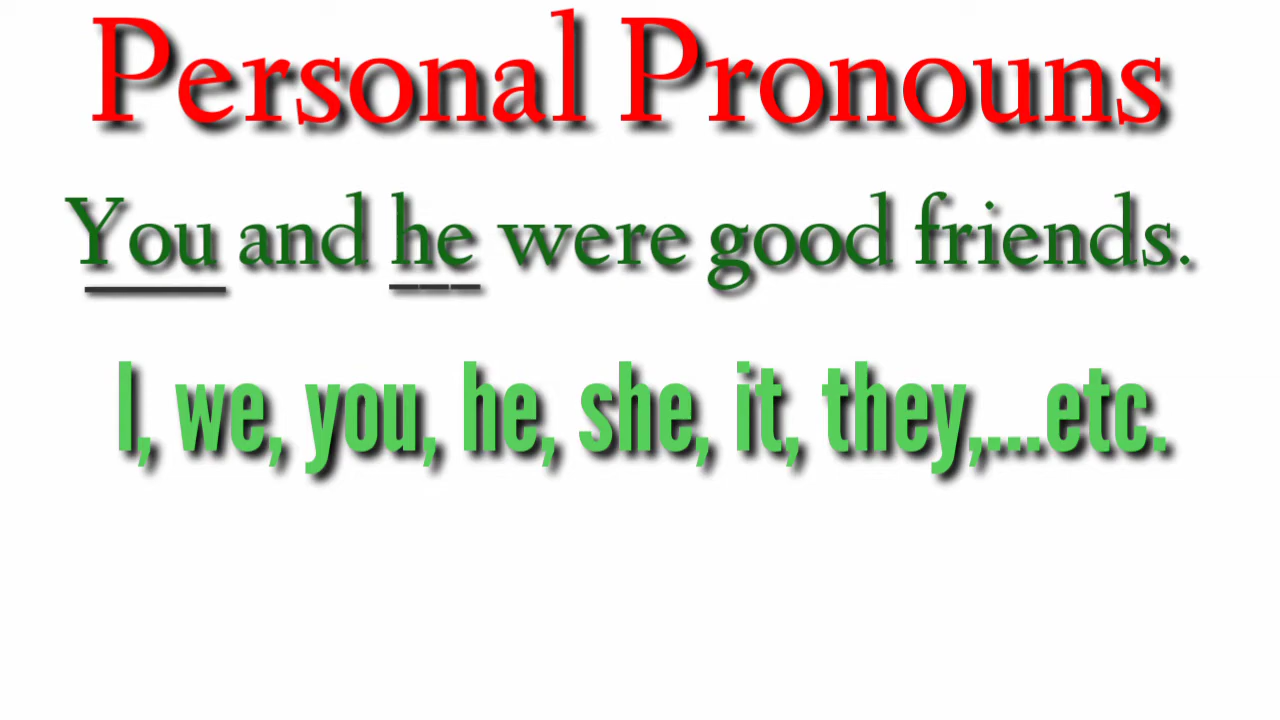 Personal Pronouns
You and he were good friends.
I, we, you, he, she, it, they,...etc.